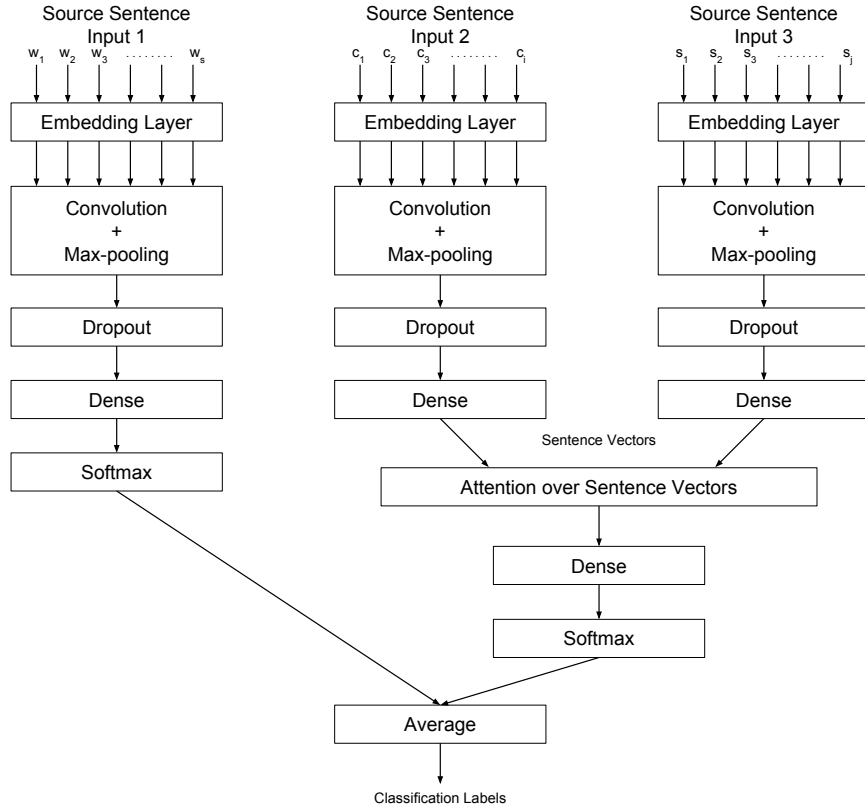 Source Sentence
Input 1
w1 w2 w3 ........ ws
Embedding Layer
Convolution
+
Max-pooling
Dropout
Dense
Softmax
Source Sentence
Input 2
c1 c2 c3 ........ ci
Embedding Layer
Convolution
+
Max-pooling
Dropout
Dense
Source Sentence
Input 3
s1 s2 s3 ........ sj
Embedding Layer
Convolution
+
Max-pooling
Dropout
Dense
Sentence Vectors
Attention over Sentence Vectors
Dense
Softmax
Average
Classification Labels